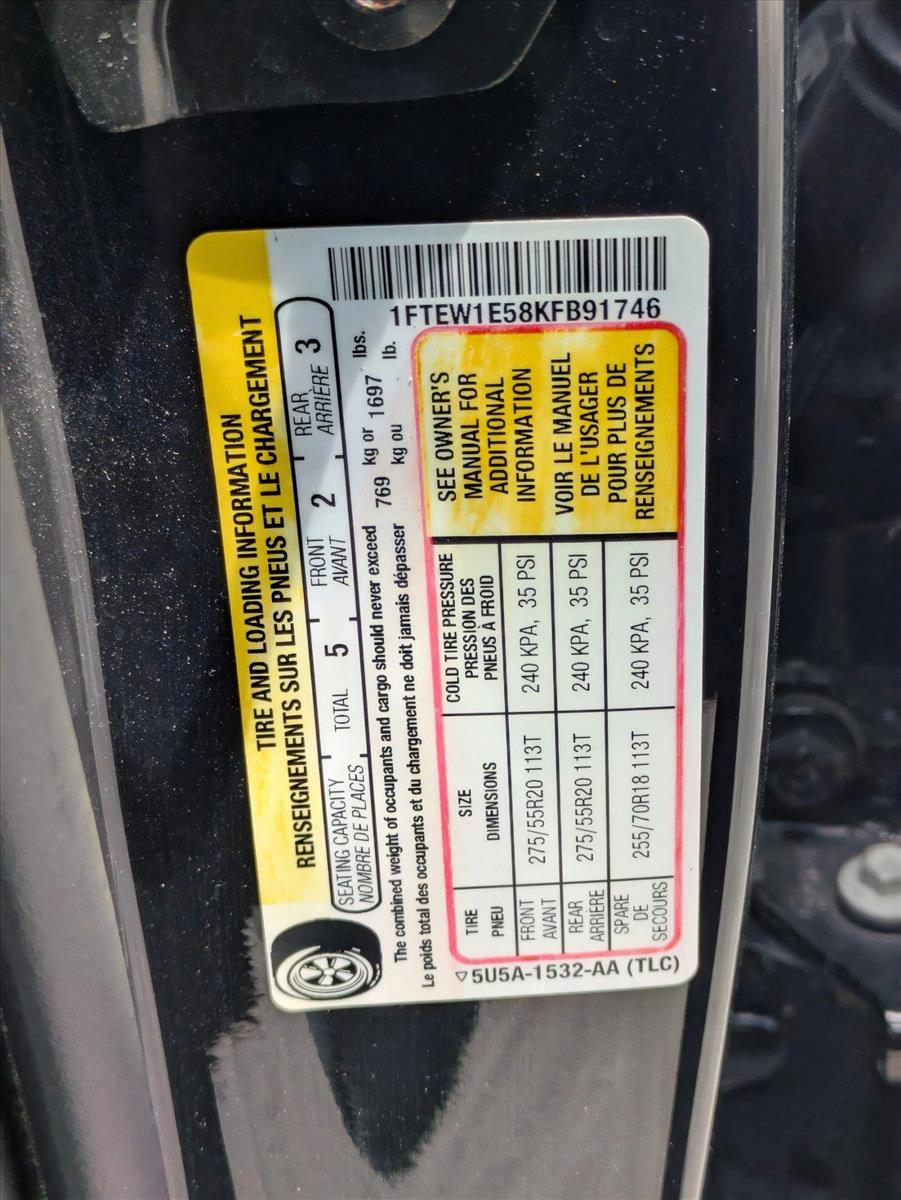 TIRE AND LOADING INFORMATION
RENSEIGNEMENTS SUR LES PNEUS ET LE CHARGEMENT
SEATING CAPACITY TOTAL 5 FRONT 2 REAR 3
NOMBRE DE PLACES AVANT ARRIÈRE
The combined weight of occupants and cargo should never exceed 769 kg or 1697 lbs.
Le poids total des occupants et du chargement ne doit jamais dépasser kg ou lb.
1FTEW1E58KFB91746
TIRE SIZE COLD TIRE PRESSURE
PNEU DIMENSIONS PRESSION DES
PNEUS À FROID
FRONT 275/55R20 113T 240 KPA, 35 PSI
AVANT
REAR 275/55R20 113T 240 KPA, 35 PSI
ARRIÈRE
SPARE 255/70R18 113T 240 KPA, 35 PSI
DE
SECOURS
SEE OWNER'S
MANUAL FOR
ADDITIONAL
INFORMATION
VOIR LE MANUEL
DE L'USAGER
POUR PLUS DE
RENSEIGNEMENTS
5U5A-1532-AA (TLC)